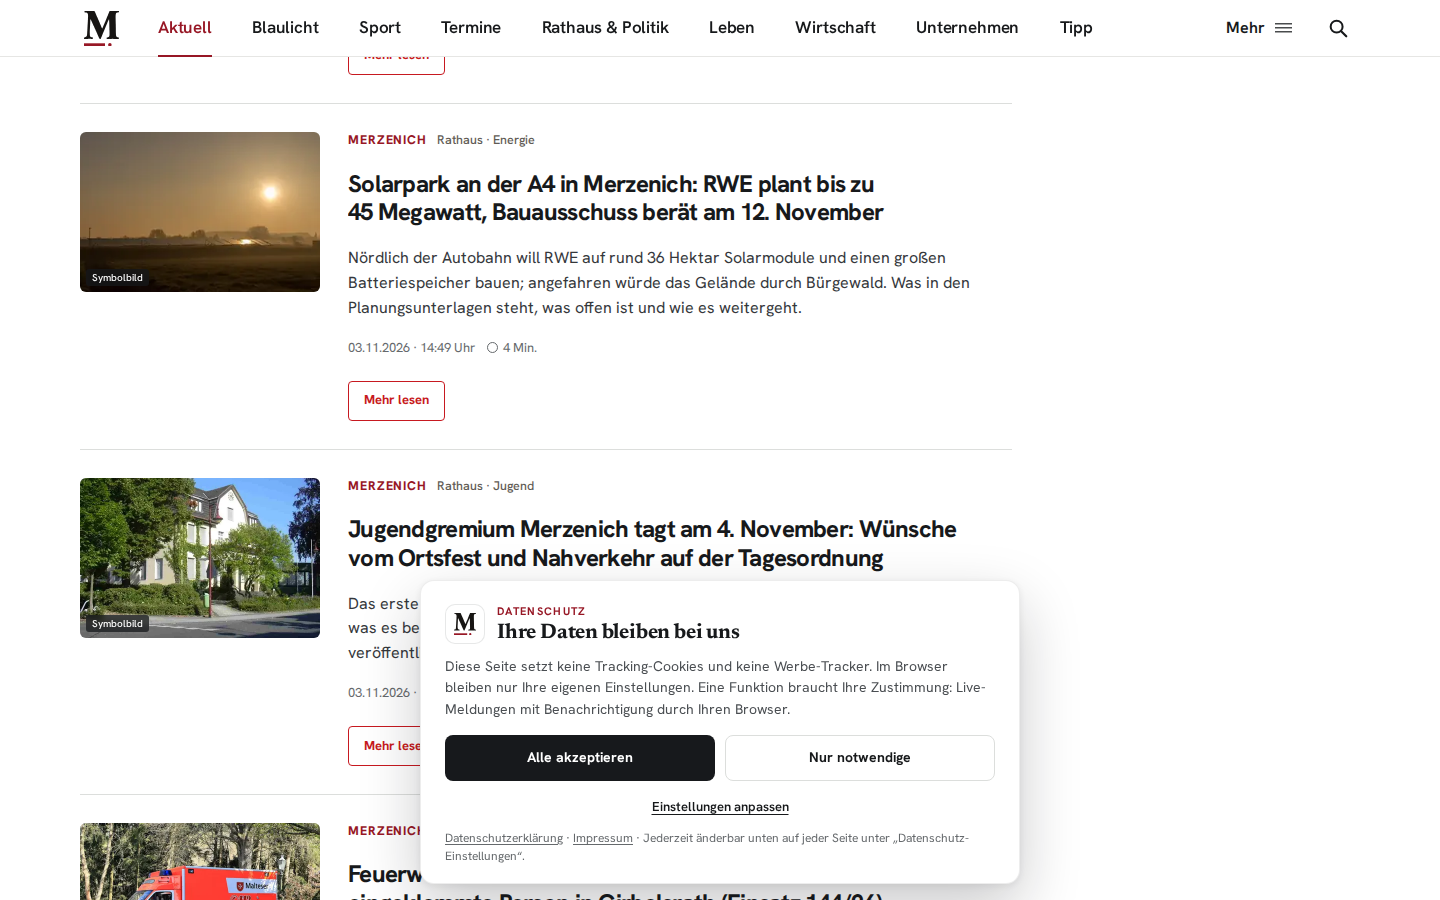 M
Aktuell
Blaulicht
Sport
Termine
Rathaus & Politik
Leben
Wirtschaft
Unternehmen
Tipp
Mehr
Mehr lesen
MERZENICH Rathaus · Energie
Solarpark an der A4 in Merzenich: RWE plant bis zu
45 Megawatt, Bauausschuss berät am 12. November
Nördlich der Autobahn will RWE auf rund 36 Hektar Solarmodule und einen großen
Batteriespeicher bauen; angefahren würde das Gelände durch Bürgewald. Was in den
Planungsunterlagen steht, was offen ist und wie es weitergeht.
03.11.2026 · 14:49 Uhr 4 Min.
Mehr lesen
Symbolbild
MERZENICH Rathaus · Jugend
Jugendgremium Merzenich tagt am 4. November: Wünsche
vom Ortsfest und Nahverkehr auf der Tagesordnung
Das erste
was es be
veröffentl
03.11.2026 ·
Mehr lese
Symbolbild
MERZENICH
Feuerw
Malteser
M
DATENSCHUTZ
Ihre Daten bleiben bei uns
Diese Seite setzt keine Tracking-Cookies und keine Werbe-Tracker. Im Browser
bleiben nur Ihre eigenen Einstellungen. Eine Funktion braucht Ihre Zustimmung: Live-
Meldungen mit Benachrichtigung durch Ihren Browser.
Alle akzeptieren
Nur notwendige
Einstellungen anpassen
Datenschutzerklärung · Impressum · Jederzeit änderbar unten auf jeder Seite unter „Datenschutz-
Einstellungen“.